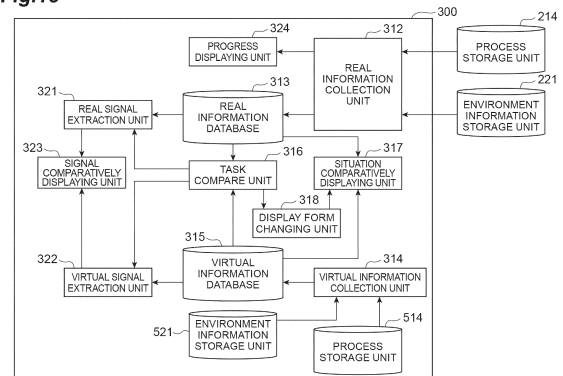 300
324
312
214
PROGRESS
DISPLAYING UNIT
REAL
INFORMATION
COLLECTION
UNIT
PROCESS
STORAGE UNIT
321
313
221
REAL SIGNAL
EXTRACTION UNIT
REAL
INFORMATION
DATABASE
ENVIRONMENT
INFORMATION
STORAGE UNIT
323
316
317
SIGNAL
COMPARATIVELY
DISPLAYING UNIT
TASK
COMPARE UNIT
SITUATION
COMPARATIVELY
DISPLAYING UNIT
318
DISPLAY FORM
CHANGING UNIT
315
322
314
VIRTUAL SIGNAL
EXTRACTION UNIT
VIRTUAL
INFORMATION
DATABASE
VIRTUAL INFORMATION
COLLECTION UNIT
521
514
ENVIRONMENT
INFORMATION
STORAGE UNIT
PROCESS
STORAGE UNIT